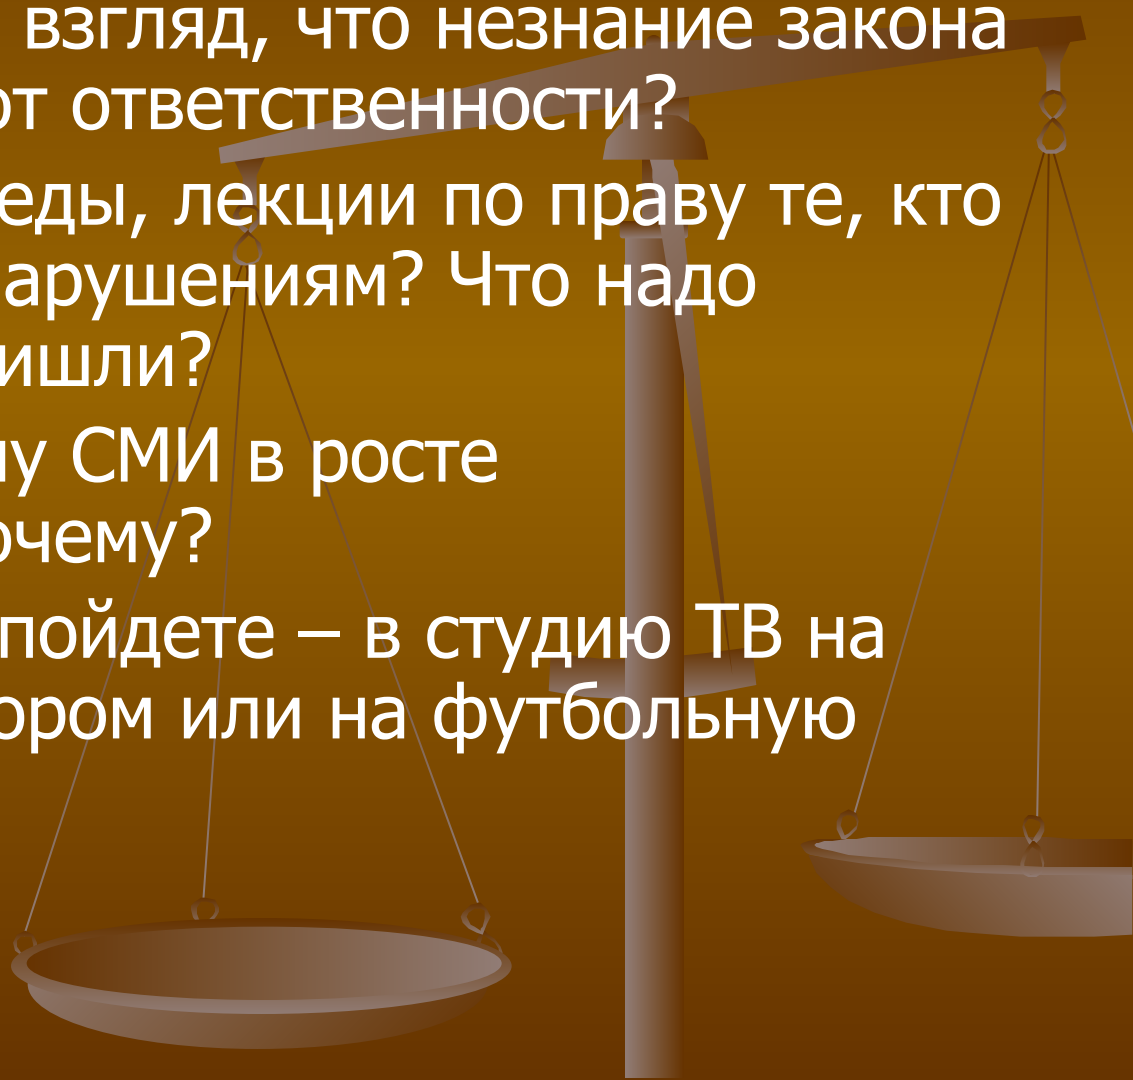 взгляд, что незнание закона
от ответственности?
еды, лекции по праву те, кто
арушениям? Что надо
ишли?
ну СМИ в росте
очему?
пойдете – в студию ТВ на
ором или на футбольную